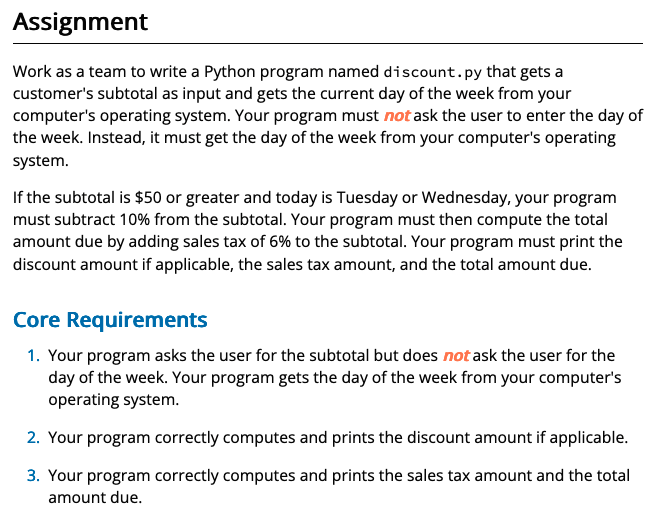 Assignment
Work as a team to write a Python program named discount.py that gets a
customer's subtotal as input and gets the current day of the week from your
computer's operating system. Your program must not ask the user to enter the day of
the week. Instead, it must get the day of the week from your computer's operating
system.
If the subtotal is $50 or greater and today is Tuesday or Wednesday, your program
must subtract 10% from the subtotal. Your program must then compute the total
amount due by adding sales tax of 6% to the subtotal. Your program must print the
discount amount if applicable, the sales tax amount, and the total amount due.
Core Requirements
1. Your program asks the user for the subtotal but does not ask the user for the
day of the week. Your program gets the day of the week from your computer's
operating system.
2. Your program correctly computes and prints the discount amount if applicable.
3. Your program correctly computes and prints the sales tax amount and the total
amount due.